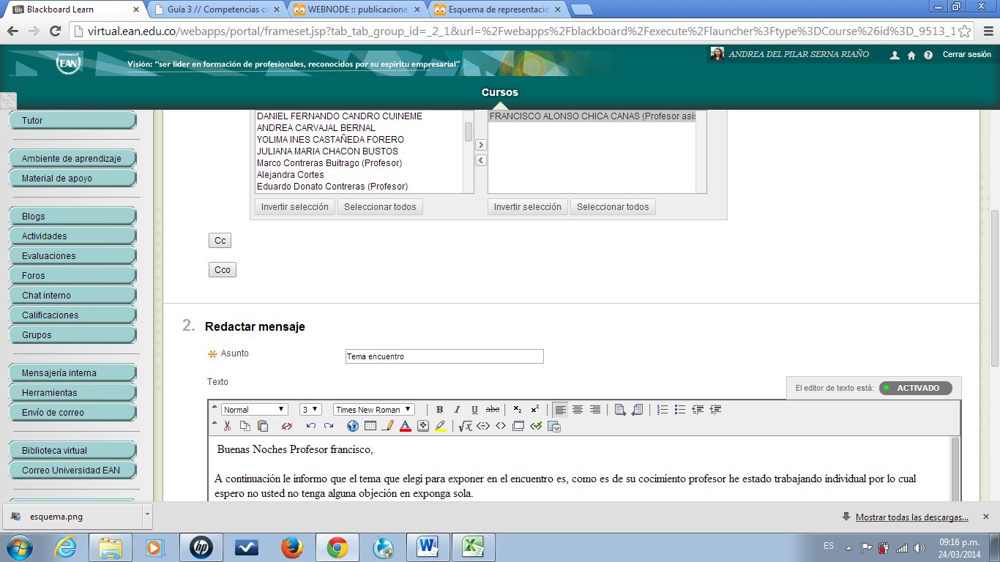 Blackboard Learn
Guía 3 // Competencias c
WEBNODE :: publicacione
Esquema de representació
virtual.ean.edu.co/webapps/portal/frameset.jsp?tab_tab_group_id=_2_1&url=%2Fwebapps%2Fblackboard%2Fexecute%2Flauncher%3Ftype%3DCourse%26id%3D_9513_1
UNIVERSIDAD
EAN
Visión: "ser lider en formación de profesionales, reconocidos por su espiritu empresarial"
ANDREA DEL PILAR SERNA RIAÑO
Cerrar sesión
Cursos
Tutor
Ambiente de aprendizaje
Material de apoyo
Blogs
Actividades
Evaluaciones
Foros
Chat interno
Calificaciones
Grupos
Mensajería interna
Herramientas
Envío de correo
Biblioteca virtual
Correo Universidad EAN
DANIEL FERNANDO CANDRO CUINEME
ANDREA CARVAJAL BERNAL
YOLIMA INES CASTAÑEDA FORERO
JULIANA MARIA CHACON BUSTOS
Marco Contreras Buitrago (Profesor)
Alejandra Cortes
Eduardo Donato Contreras (Profesor)
FRANCISCO ALONSO CHICA CANAS (Profesor asis
Invertir selección Seleccionar todos
Invertir selección Seleccionar todos
Cc
Cco
2. Redactar mensaje
Asunto
Tema encuentro
Texto
El editor de texto está: ACTIVADO
Normal 3 Times New Roman B I U abc x₂ x²
Buenas Noches Profesor francisco,
A continuación le informo que el tema que elegí para exponer en el encuentro es, como es de su cocimiento profesor he estado trabajando individual por lo cual
espero no usted no tenga alguna objeción en exponga sola.
esquema.png
Mostrar todas las descargas...
ES
09:16 p.m.
24/03/2014